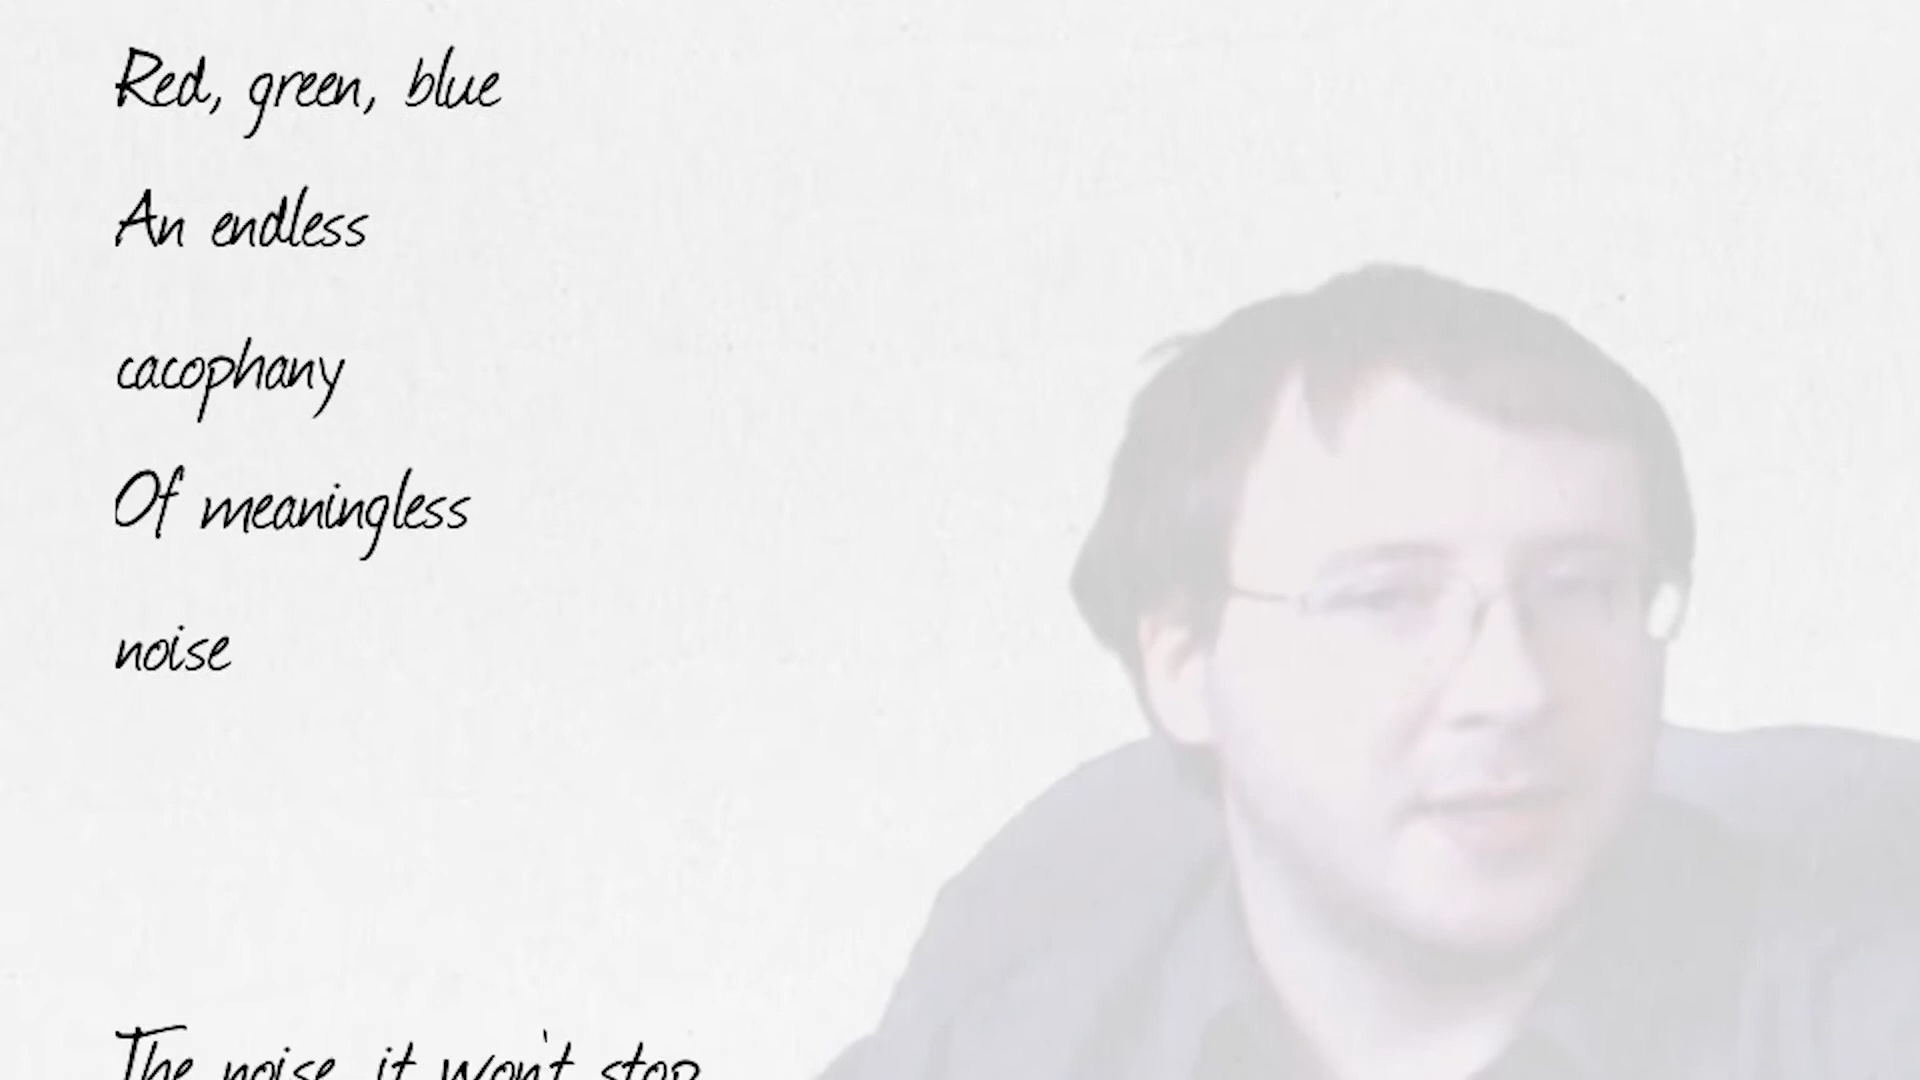 Red, green, blue
An endless
cacophany
Of meaningless
noise
The noise, it won't stop